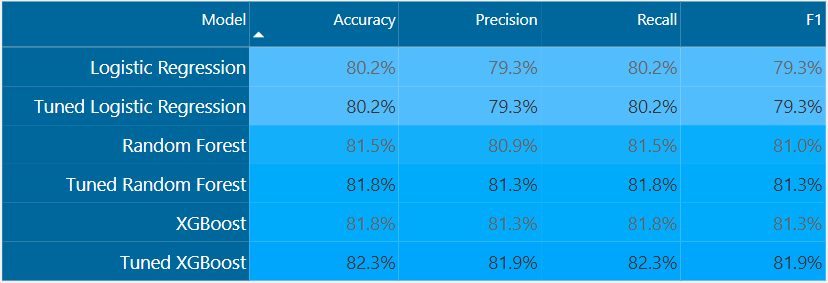 Model Accuracy Precision Recall F1
Logistic Regression 80.2% 79.3% 80.2% 79.3%
Tuned Logistic Regression 80.2% 79.3% 80.2% 79.3%
Random Forest 81.5% 80.9% 81.5% 81.0%
Tuned Random Forest 81.8% 81.3% 81.8% 81.3%
XGBoost 81.8% 81.3% 81.8% 81.3%
Tuned XGBoost 82.3% 81.9% 82.3% 81.9%